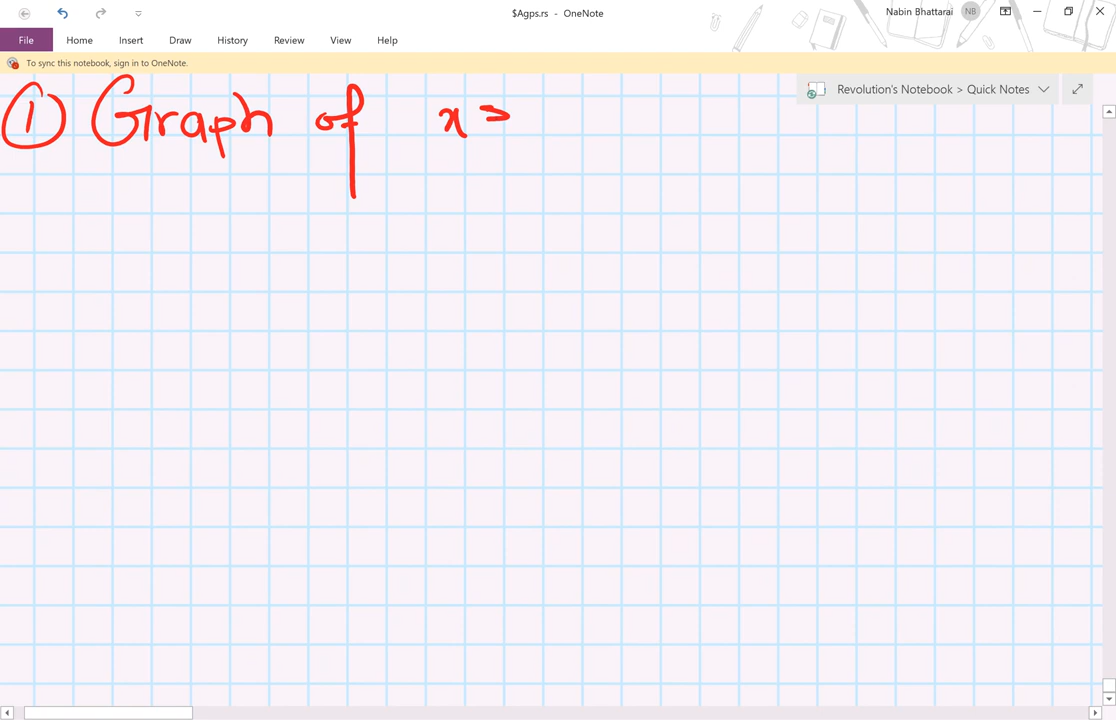 $Agps.rs - OneNote
Nabin Bhattarai NB
File Home Insert Draw History Review View Help
To sync this notebook, sign in to OneNote.
Revolution's Notebook > Quick Notes
① Graph of x =